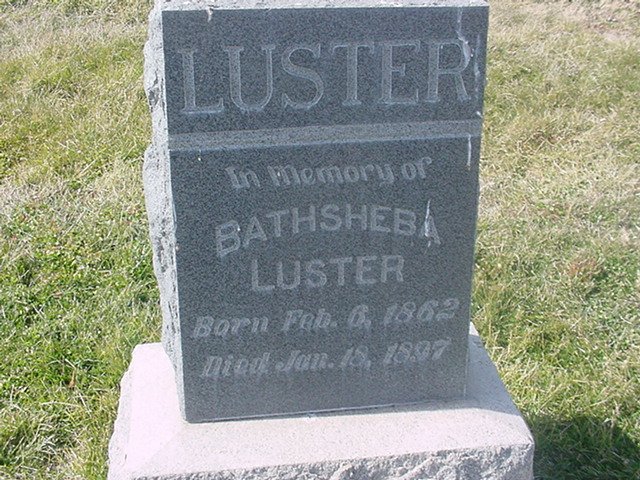 LUSTER
In Memory of
BATHSHEBA
LUSTER
Born Feb. 6, 1862
Died Jan. 18, 1897